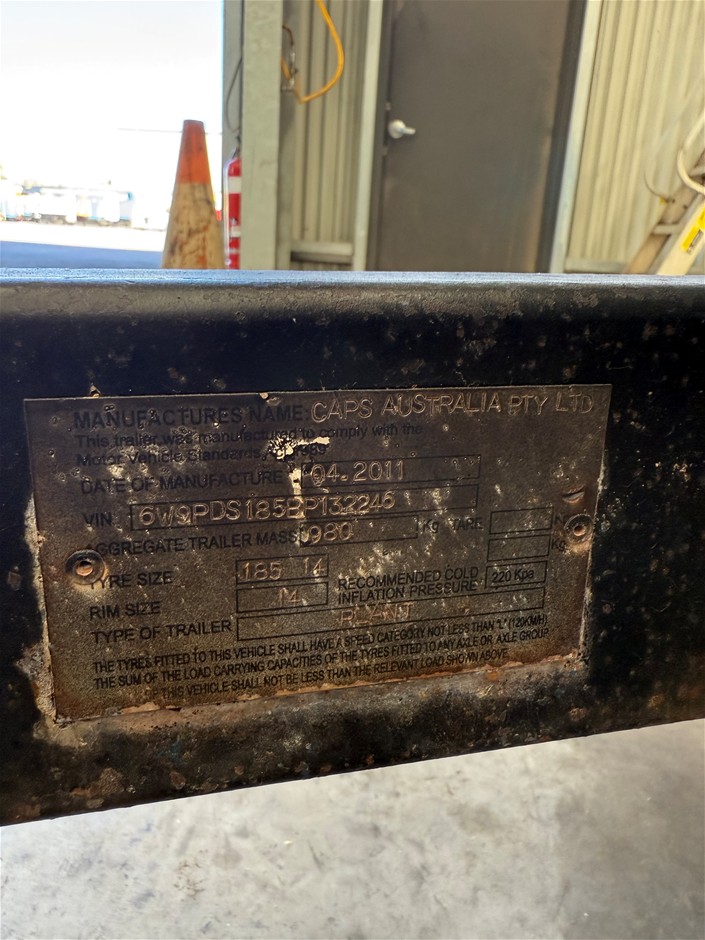 MANUFACTURES NAME: CAPS AUSTRALIA PTY LTD
This trailer was manufactured to comply with the
Motor Vehicle Standards 1989
DATE OF MANUFACTURE 04.2011
VIN
AGGREGATE TRAILER MASS 980 Kg TARE
Kg
TYRE SIZE 185 14
RIM SIZE 14 RECOMMENDED COLD INFLATION PRESSURE 220 Kpa
TYPE OF TRAILER PLANT
THE TYRES FITTED TO THIS VEHICLE SHALL HAVE A SPEED CATEGORY NOT LESS THAN "L" (120KM/H)
THE SUM OF THE LOAD CARRYING CAPACITIES OF THE TYRES FITTED TO ANY AXLE OR AXLE GROUP
OF THIS VEHICLE SHALL NOT BE LESS THAN THE RELEVANT LOAD SHOWN ABOVE.